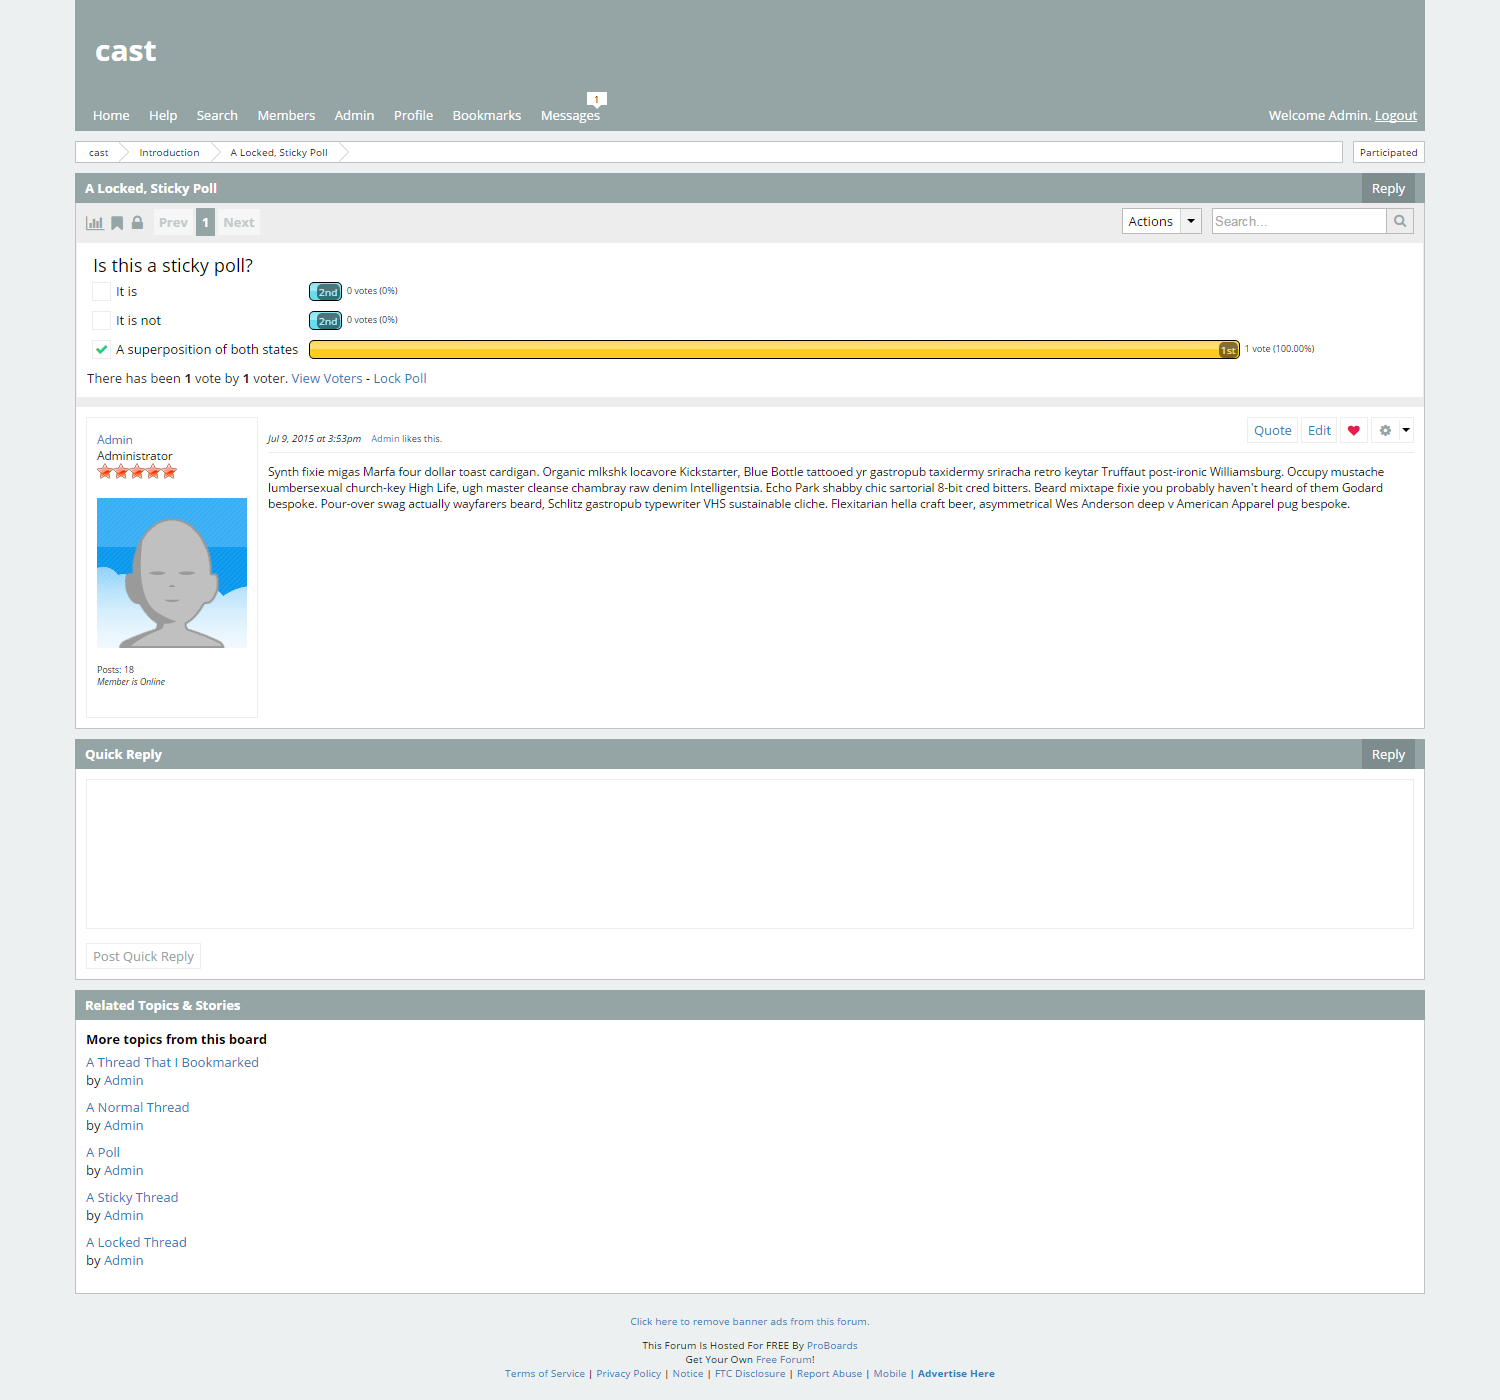 cast
1
Home Help Search Members Admin Profile Bookmarks Messages Welcome Admin. Logout
cast Introduction A Locked, Sticky Poll Participated
A Locked, Sticky Poll Reply
Prev 1 Next Actions Search...
Is this a sticky poll?
It is 2nd 0 votes (0%)
It is not 2nd 0 votes (0%)
A superposition of both states 1st 1 vote (100.00%)
There has been 1 vote by 1 voter. View Voters - Lock Poll
Quote Edit
Admin
Administrator
Jul 9, 2015 at 3:53pm Admin likes this.
Synth fixie migas Marfa four dollar toast cardigan. Organic mlkshk locavore Kickstarter, Blue Bottle tattooed yr gastropub taxidermy sriracha retro keytar Truffaut post-ironic Williamsburg. Occupy mustache
lumbersexual church-key High Life, ugh master cleanse chambray raw denim Intelligentsia. Echo Park shabby chic sartorial 8-bit cred bitters. Beard mixtape fixie you probably haven't heard of them Godard
bespoke. Pour-over swag actually wayfarers beard, Schlitz gastropub typewriter VHS sustainable cliche. Flexitarian hella craft beer, asymmetrical Wes Anderson deep v American Apparel pug bespoke.
Posts: 18
Member is Online
Quick Reply Reply
Post Quick Reply
Related Topics & Stories
More topics from this board
A Thread That I Bookmarked
by Admin
A Normal Thread
by Admin
A Poll
by Admin
A Sticky Thread
by Admin
A Locked Thread
by Admin
Click here to remove banner ads from this forum.
This Forum Is Hosted For FREE By ProBoards
Get Your Own Free Forum!
Terms of Service | Privacy Policy | Notice | FTC Disclosure | Report Abuse | Mobile | Advertise Here